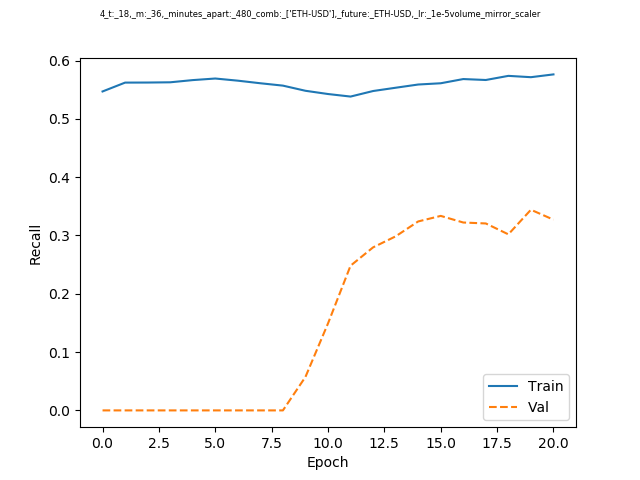 4_t:_18,_m:_36,_minutes_apart:_480_comb:_['ETH-USD'],_future:_ETH-USD,_lr:_1e-5volume_mirror_scaler
0.6
0.5
0.4
0.3
0.2
0.1
0.0
Recall
Train
Val
0.0 2.5 5.0 7.5 10.0 12.5 15.0 17.5 20.0
Epoch